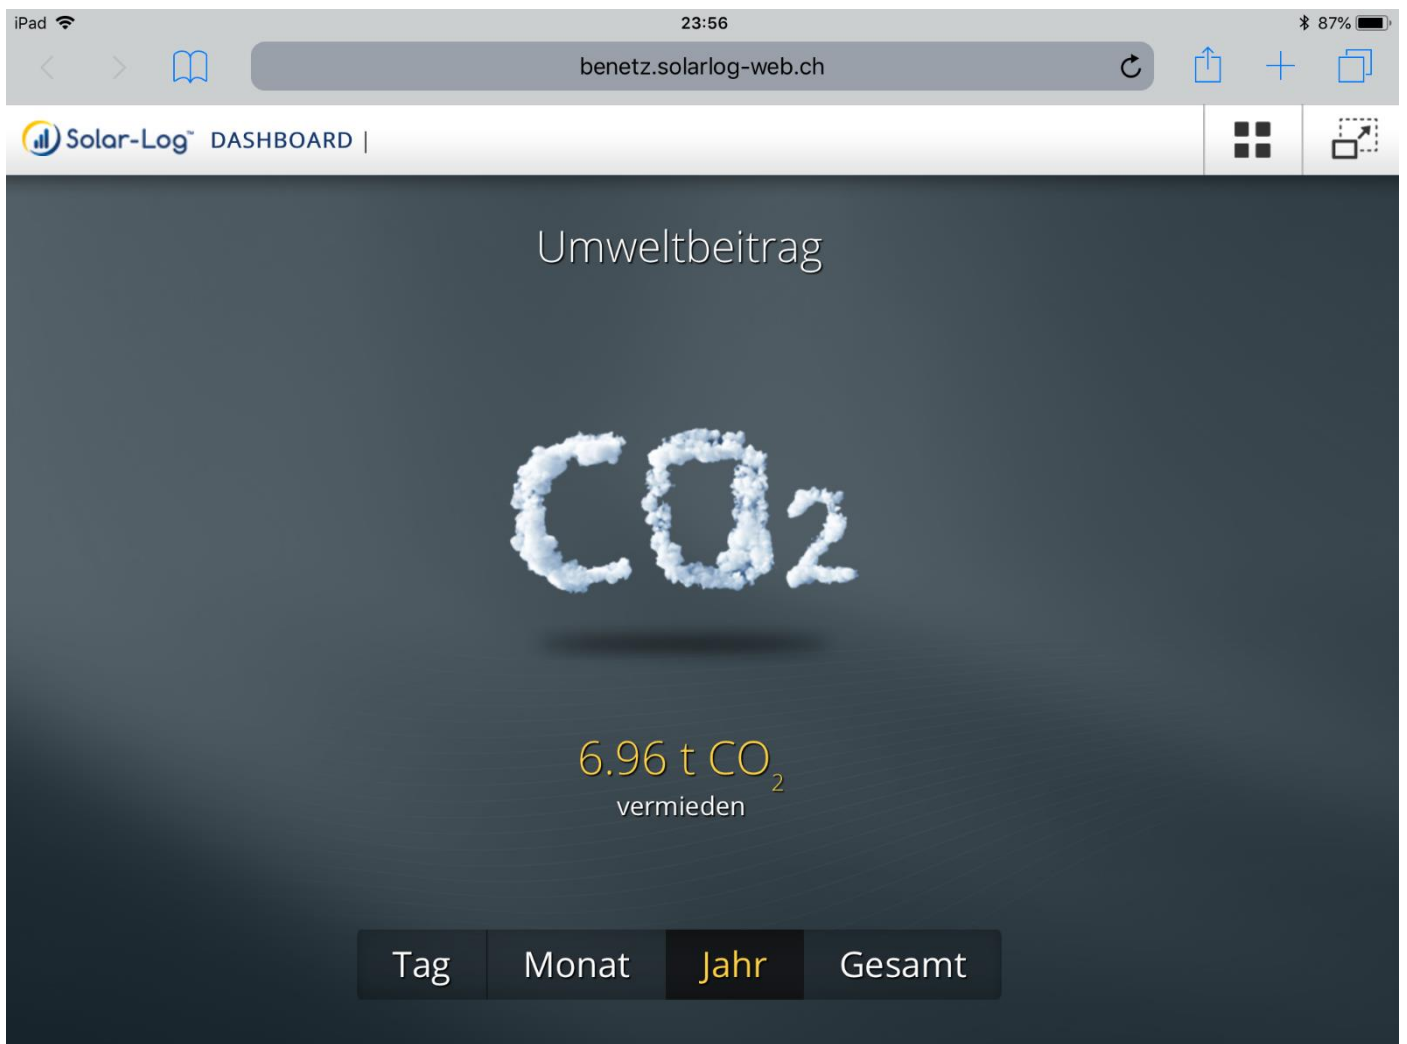 iPad 23:56 87%
benetz.solarlog-web.ch
Solar-Log™ DASHBOARD |
Umweltbeitrag
CO2
6.96 t CO₂
vermieden
Tag Monat Jahr Gesamt